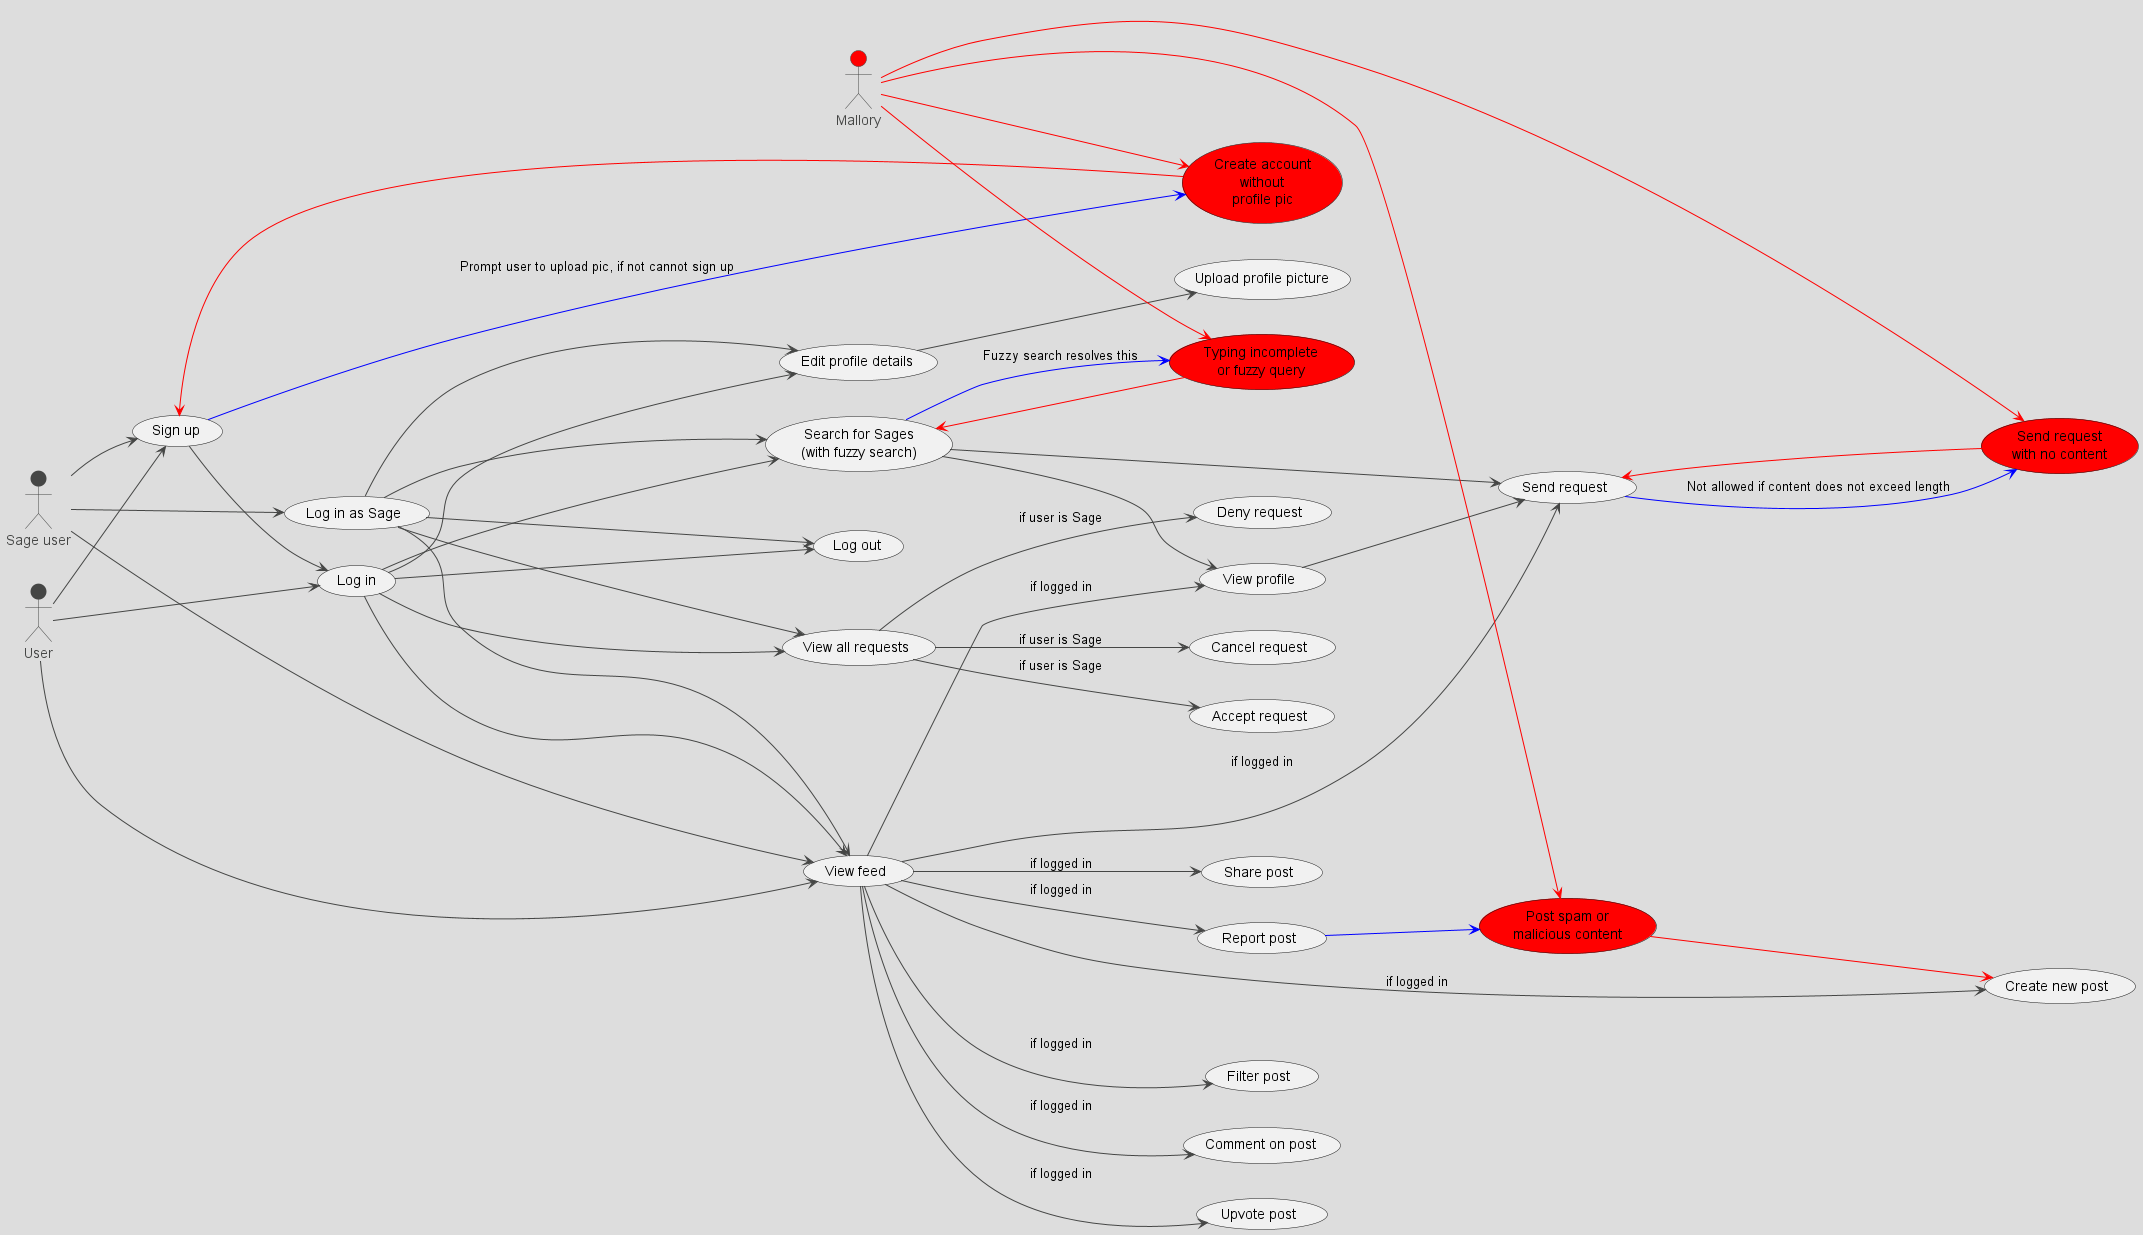 Mallory
Create account
without
profile pic
Prompt user to upload pic, if not cannot sign up
Upload profile picture
Typing incomplete
or fuzzy query
Fuzzy search resolves this
Edit profile details
Sign up
Search for Sages
(with fuzzy search)
Send request
with no content
Not allowed if content does not exceed length
Send request
Sage user
Log in as Sage
if user is Sage
Deny request
Log out
Log in
if logged in
View profile
User
View all requests
if user is Sage
Cancel request
if user is Sage
Accept request
if logged in
View feed
if logged in
Share post
if logged in
Report post
Post spam or
malicious content
if logged in
Create new post
if logged in
Filter post
if logged in
Comment on post
if logged in
Upvote post